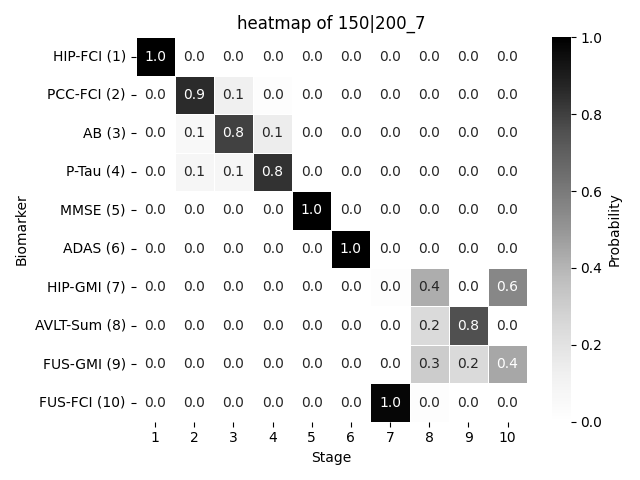 heatmap of 150|200_7
HIP-FCI (1) 1.0 0.0 0.0 0.0 0.0 0.0 0.0 0.0 0.0 0.0
PCC-FCI (2) 0.0 0.9 0.1 0.0 0.0 0.0 0.0 0.0 0.0 0.0
AB (3) 0.0 0.1 0.8 0.1 0.0 0.0 0.0 0.0 0.0 0.0
P-Tau (4) 0.0 0.1 0.1 0.8 0.0 0.0 0.0 0.0 0.0 0.0
MMSE (5) 0.0 0.0 0.0 0.0 1.0 0.0 0.0 0.0 0.0 0.0
ADAS (6) 0.0 0.0 0.0 0.0 0.0 1.0 0.0 0.0 0.0 0.0
HIP-GMI (7) 0.0 0.0 0.0 0.0 0.0 0.0 0.0 0.4 0.0 0.6
AVLT-Sum (8) 0.0 0.0 0.0 0.0 0.0 0.0 0.0 0.2 0.8 0.0
FUS-GMI (9) 0.0 0.0 0.0 0.0 0.0 0.0 0.0 0.3 0.2 0.4
FUS-FCI (10) 0.0 0.0 0.0 0.0 0.0 0.0 1.0 0.0 0.0 0.0
1 2 3 4 5 6 7 8 9 10
Stage
Biomarker
1.0
0.8
0.6
0.4
0.2
0.0
Probability